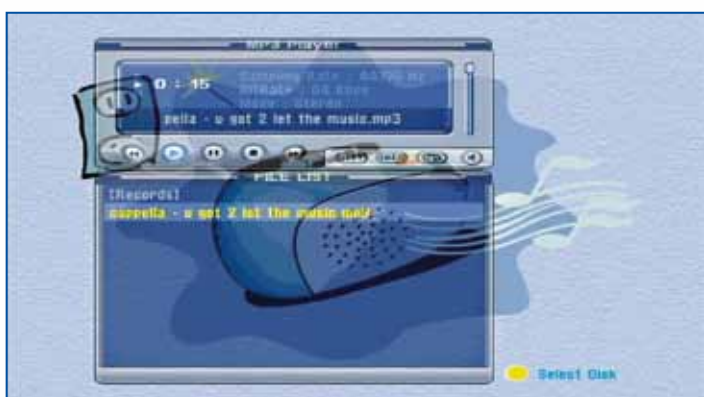 MP3 Player
0 : 15
Sampling Rate : Hz
BitRate : 64 Kbps
Mode : Stereo
pella - u got 2 let the music.mp3
FILE LIST
[Records]
cappella - u got 2 let the music.mp3
Select Disk